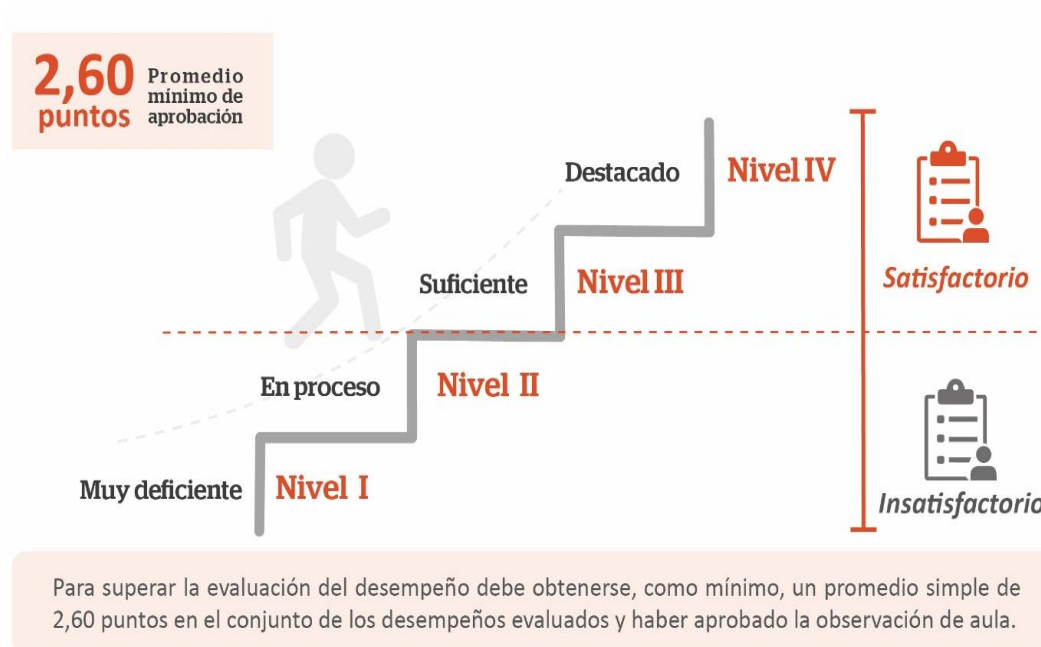 2,60
puntos
Promedio
mínimo de
aprobación
Destacado
Nivel IV
Satisfactorio
Suficiente
Nivel III
En proceso
Nivel II
Muy deficiente
Nivel I
Insatisfactorio
Para superar la evaluación del desempeño debe obtenerse, como mínimo, un promedio simple de
2,60 puntos en el conjunto de los desempeños evaluados y haber aprobado la observación de aula.